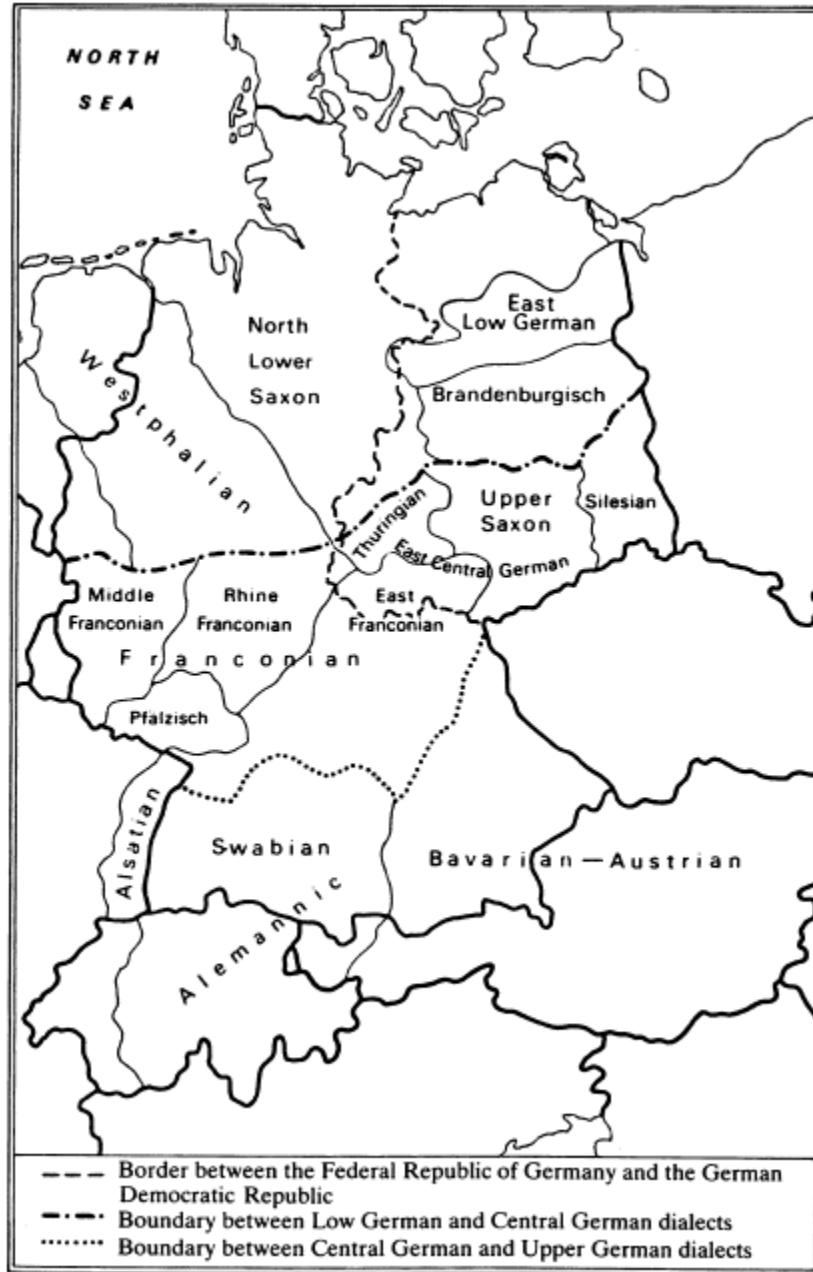 NORTH
SEA
East
Low German
North
Lower
Saxon
Westphalian
Brandenburgisch
Upper
Saxon
Silesian
Thuringian
East Central German
Middle
Franconian
Rhine
Franconian
East
Franconian
Franconian
Pfälzisch
Alsatian
Swabian
Bavarian—Austrian
Alemannic
Border between the Federal Republic of Germany and the German
Democratic Republic
Boundary between Low German and Central German dialects
Boundary between Central German and Upper German dialects